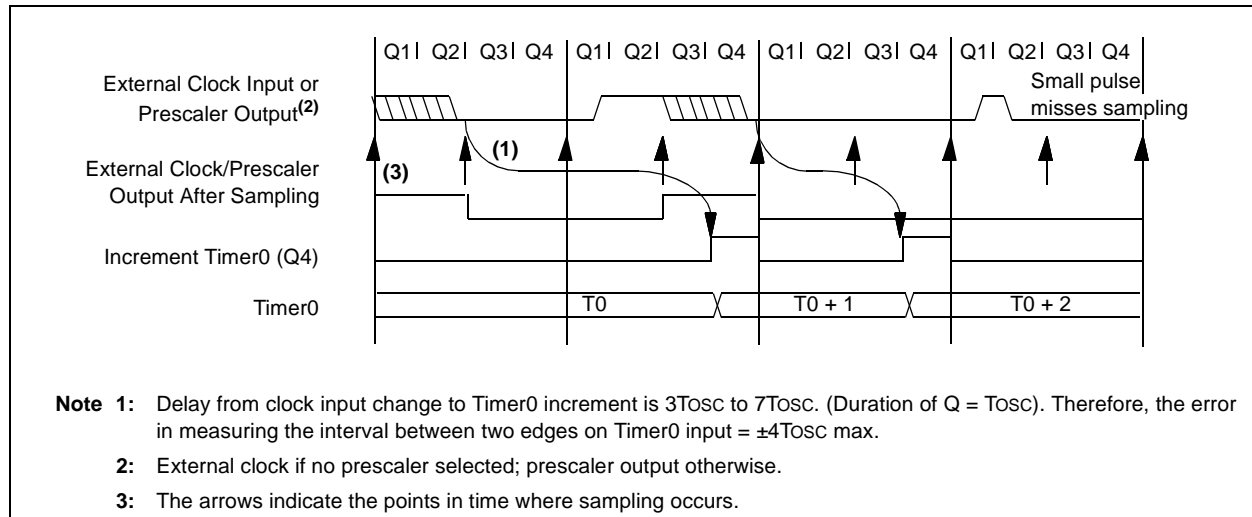 Q1 Q2 Q3 Q4 Q1 Q2 Q3 Q4 Q1 Q2 Q3 Q4 Q1 Q2 Q3 Q4
External Clock Input or
Prescaler Output(2)
Small pulse
misses sampling
(1)
External Clock/Prescaler
Output After Sampling
(3)
Increment Timer0 (Q4)
Timer0
T0 T0 + 1 T0 + 2
Note 1: Delay from clock input change to Timer0 increment is 3TOSC to 7TOSC. (Duration of Q = TOSC). Therefore, the error
in measuring the interval between two edges on Timer0 input = ±4TOSC max.
2: External clock if no prescaler selected; prescaler output otherwise.
3: The arrows indicate the points in time where sampling occurs.